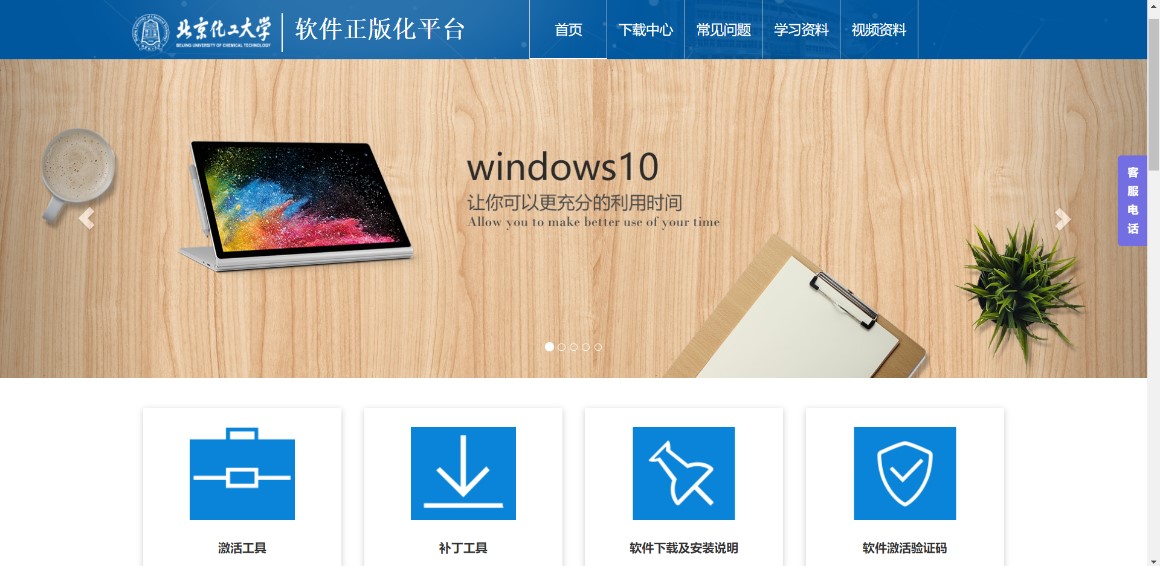 北京化工大学
BEIJING UNIVERSITY OF CHEMICAL TECHNOLOGY
软件正版化平台
首页
下载中心
常见问题
学习资料
视频资料
windows10
让你可以更充分的利用时间
Allow you to make better use of your time
客服电话
激活工具
补丁工具
软件下载及安装说明
软件激活验证码